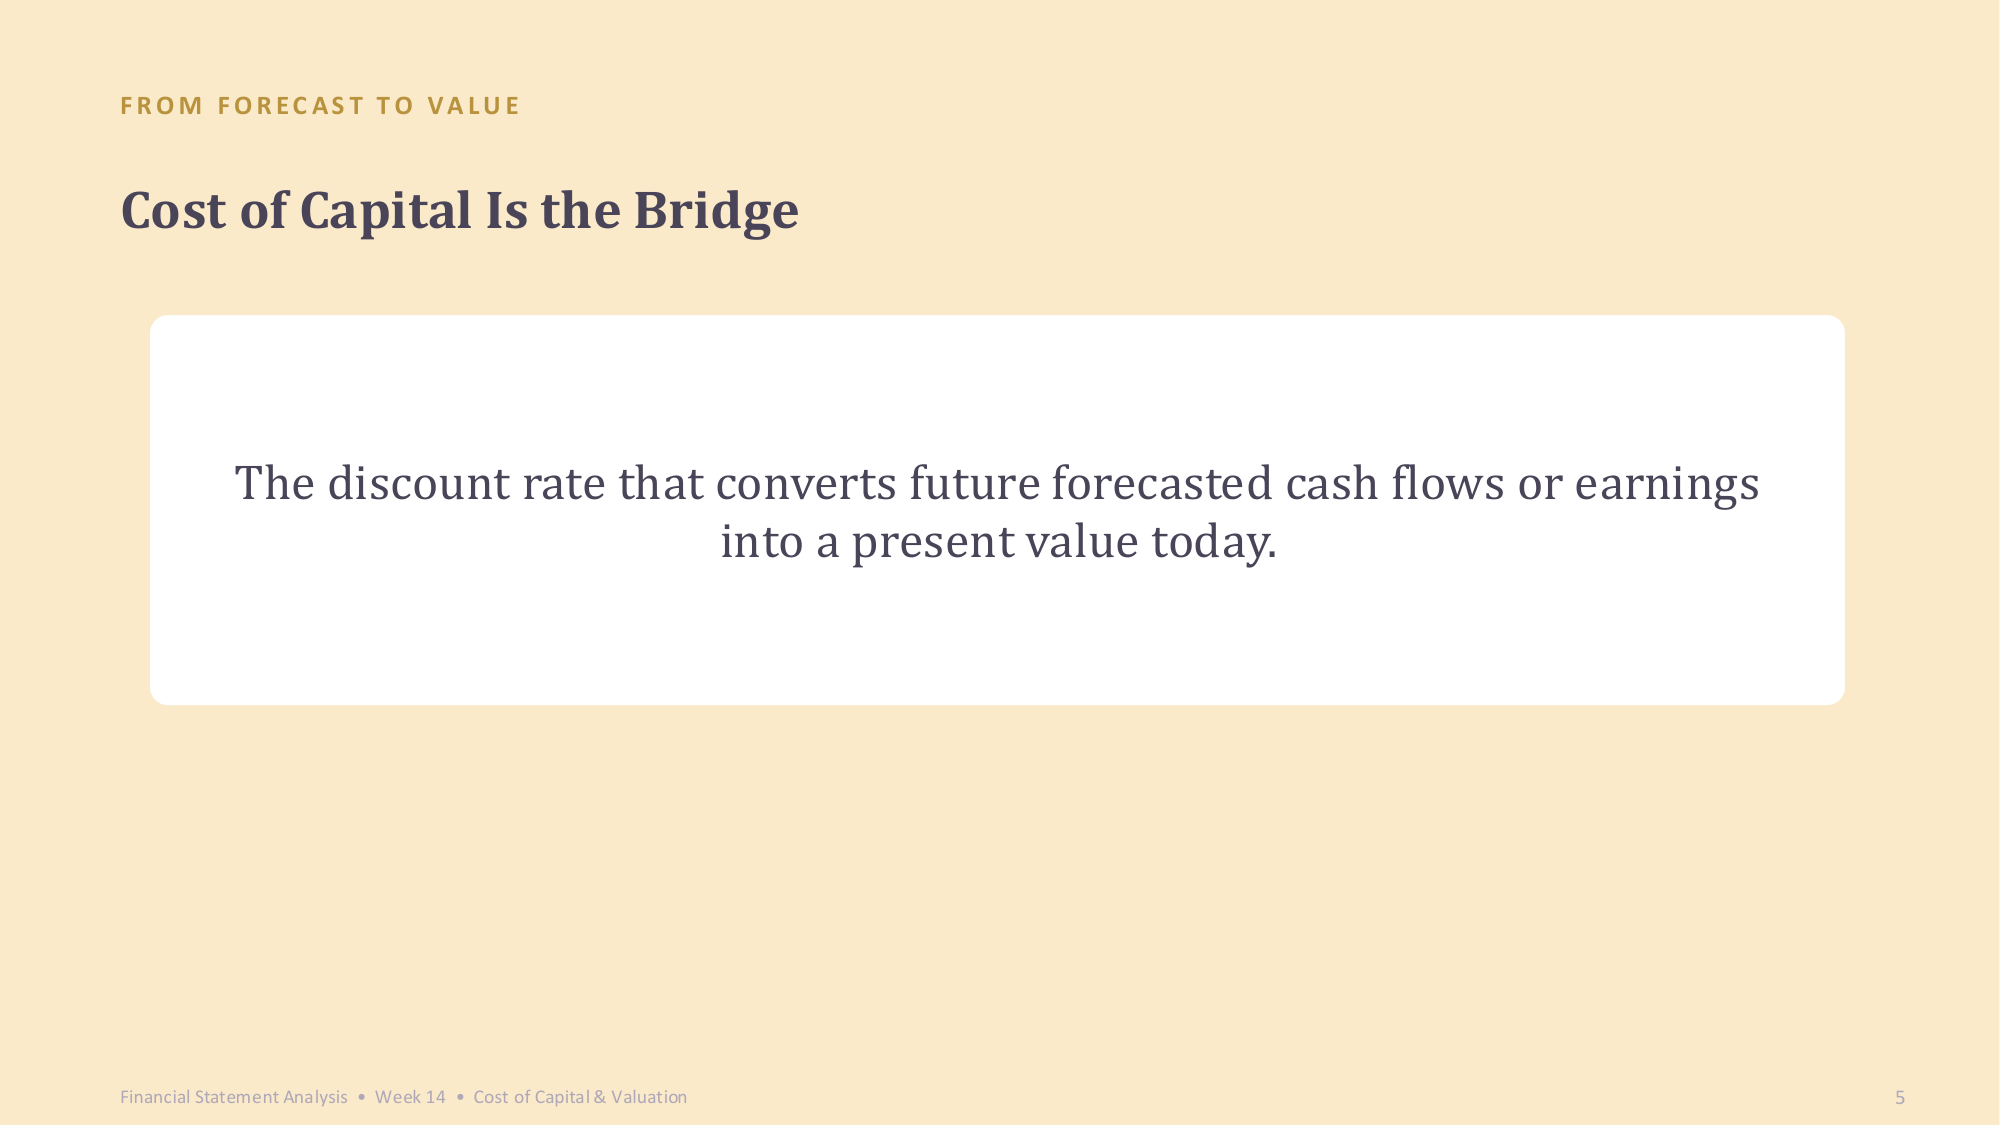 FROM FORECAST TO VALUE
Cost of Capital Is the Bridge
The discount rate that converts future forecasted cash flows or earnings
into a present value today.
Financial Statement Analysis • Week 14 • Cost of Capital & Valuation
5